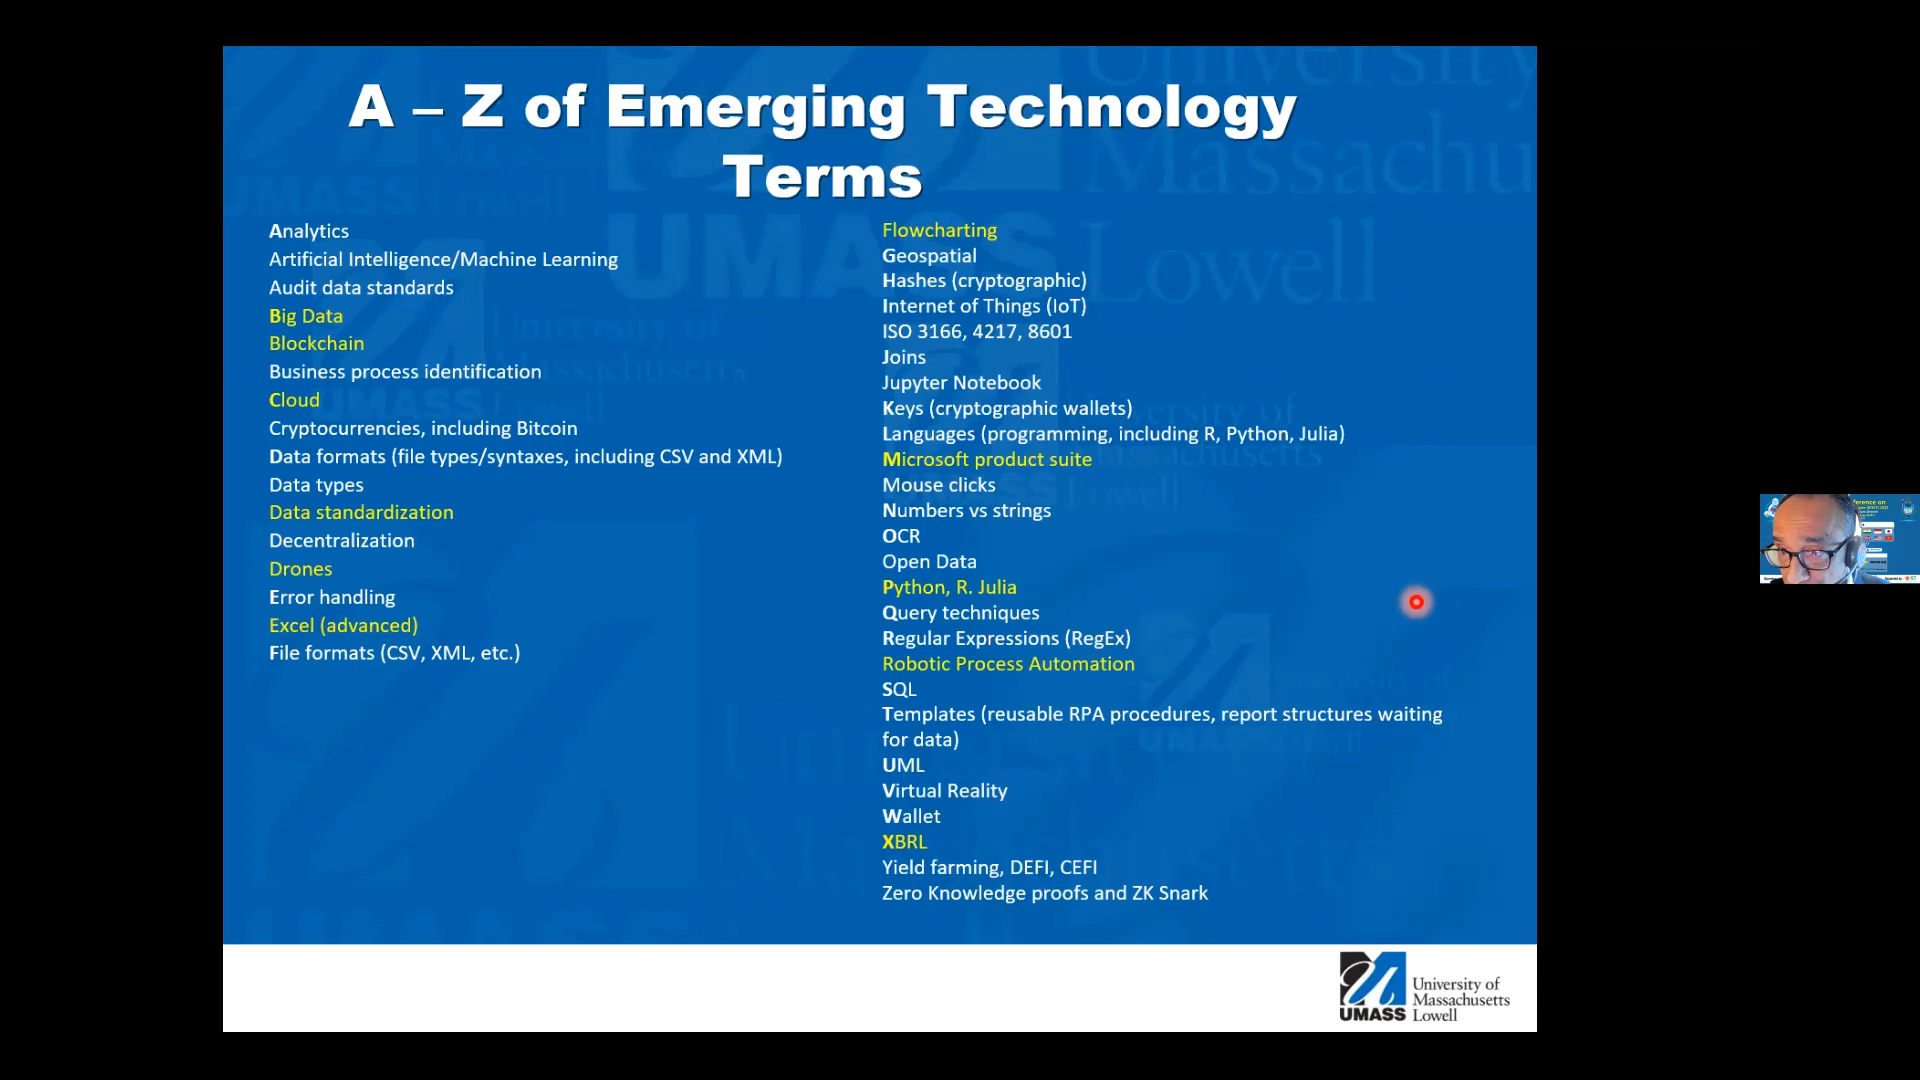 A – Z of Emerging Technology
Terms
Analytics
Artificial Intelligence/Machine Learning
Audit data standards
Big Data
Blockchain
Business process identification
Cloud
Cryptocurrencies, including Bitcoin
Data formats (file types/syntaxes, including CSV and XML)
Data types
Data standardization
Decentralization
Drones
Error handling
Excel (advanced)
File formats (CSV, XML, etc.)
Flowcharting
Geospatial
Hashes (cryptographic)
Internet of Things (IoT)
ISO 3166, 4217, 8601
Joins
Jupyter Notebook
Keys (cryptographic wallets)
Languages (programming, including R, Python, Julia)
Microsoft product suite
Mouse clicks
Numbers vs strings
OCR
Open Data
Python, R. Julia
Query techniques
Regular Expressions (RegEx)
Robotic Process Automation
SQL
Templates (reusable RPA procedures, report structures waiting
for data)
UML
Virtual Reality
Wallet
XBRL
Yield farming, DEFI, CEFI
Zero Knowledge proofs and ZK Snark
UMASS
University of
Massachusetts
Lowell